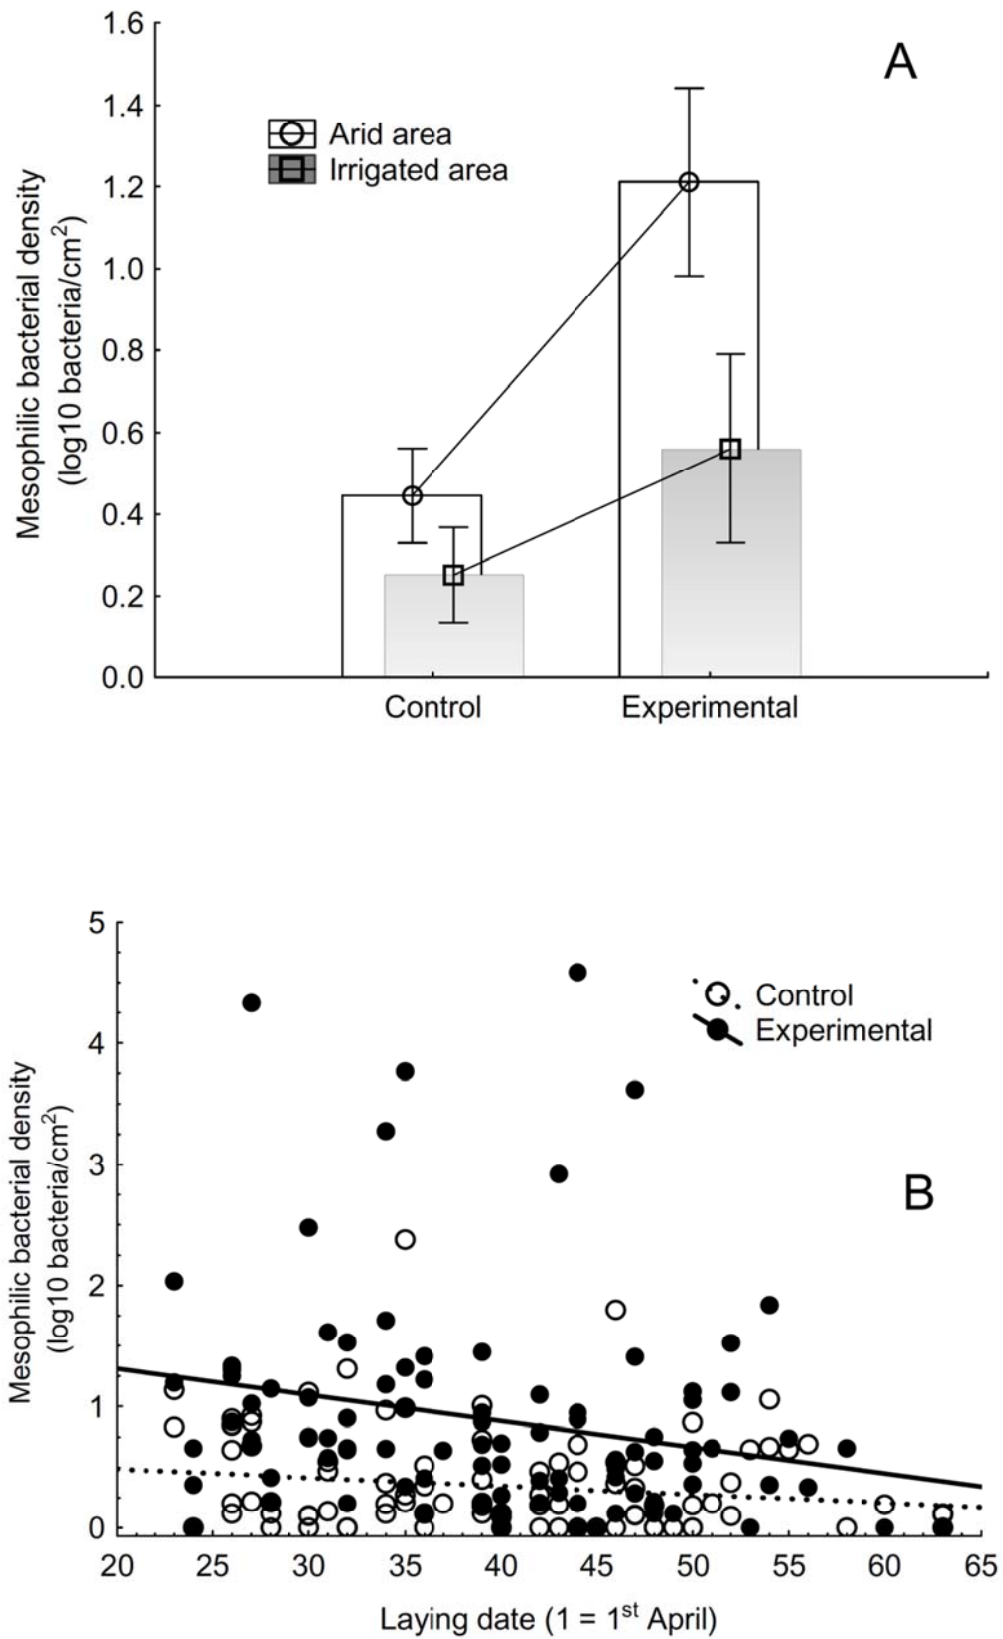 A
Arid area
Irrigated area
Mesophilic bacterial density
(log10 bacteria/cm²)
1.6
1.4
1.2
1.0
0.8
0.6
0.4
0.2
0.0
Control Experimental
Control
Experimental
B
Mesophilic bacterial density
(log10 bacteria/cm²)
5
4
3
2
1
0
20 25 30 35 40 45 50 55 60 65
Laying date (1 = 1ˢᵗ April)